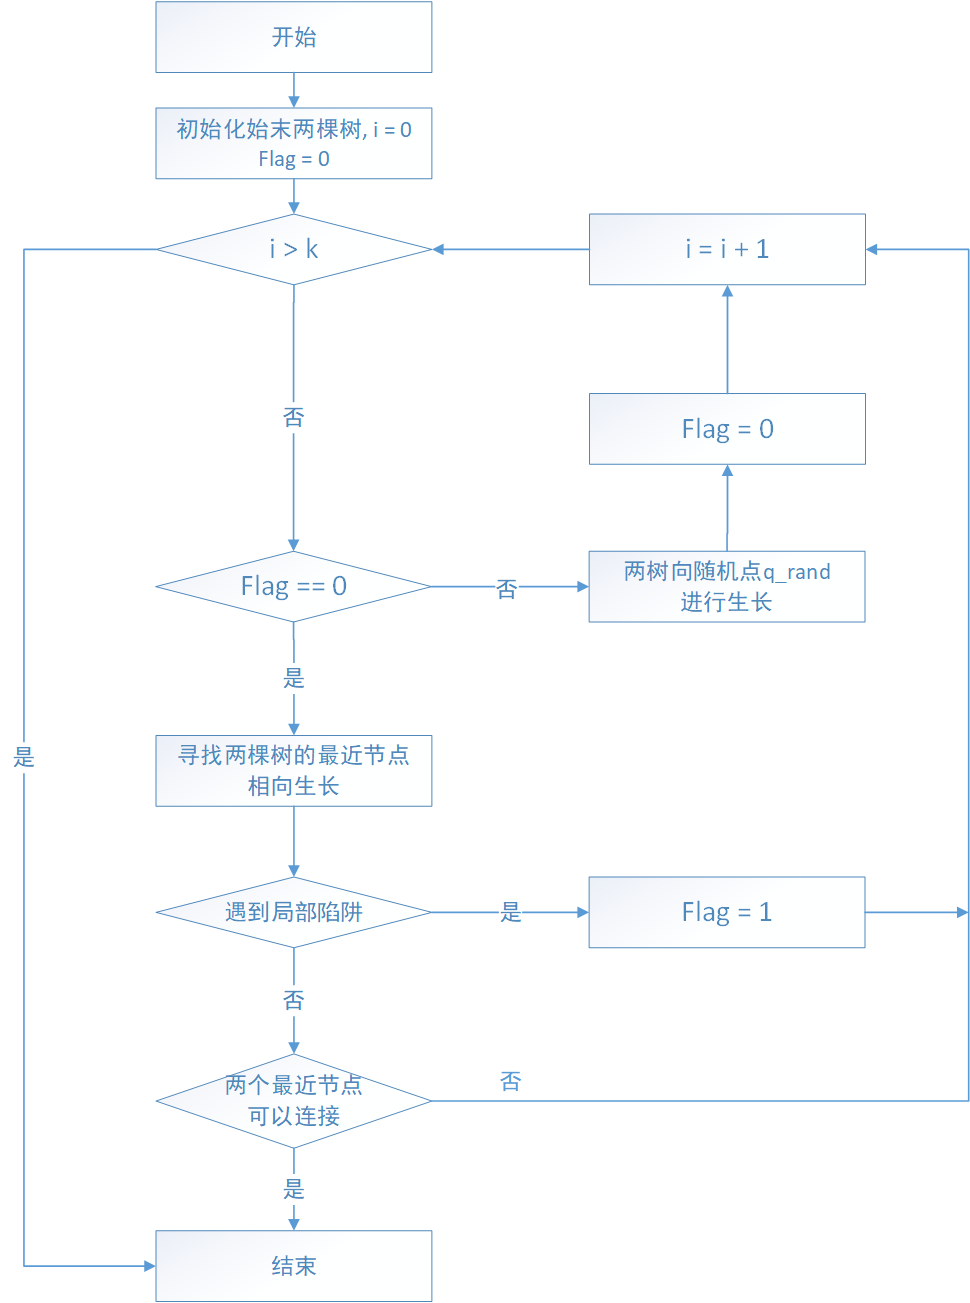 开始
初始化始末两棵树, i = 0
Flag = 0
i > k
i = i + 1
否
Flag = 0
Flag == 0
否
两树向随机点q_rand
进行生长
是
寻找两棵树的最近节点
相向生长
是
遇到局部陷阱
是
Flag = 1
否
两个最近节点
可以连接
否
是
结束